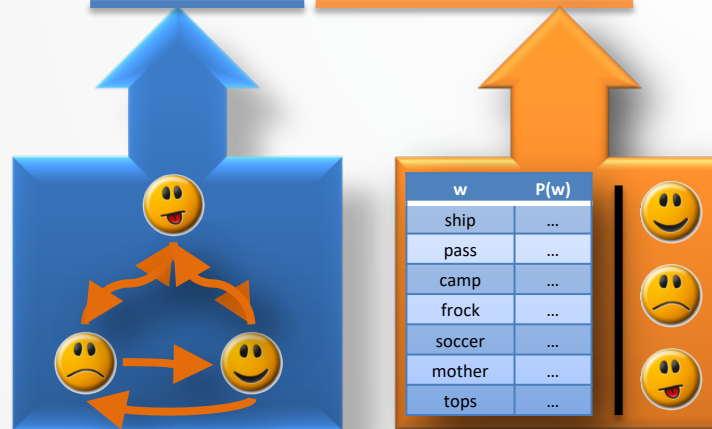 w P(w)
ship ...
pass ...
camp ...
frock ...
soccer ...
mother ...
tops ...